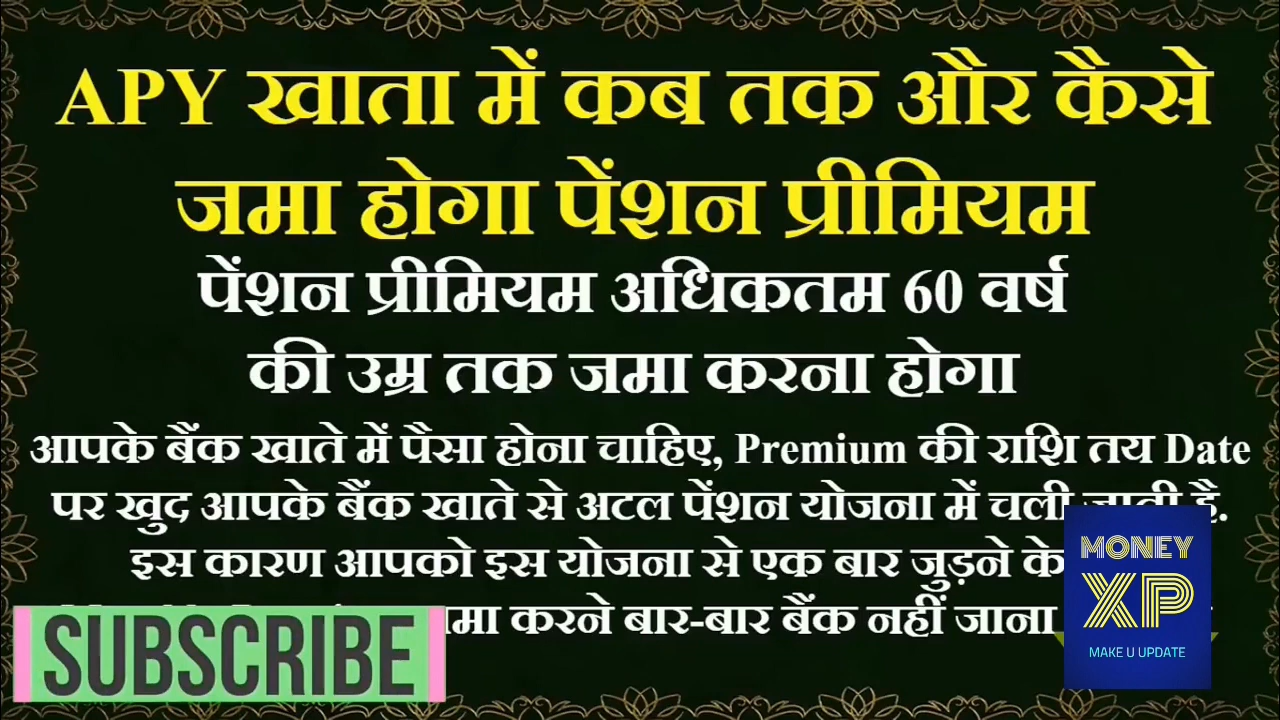 APY खाता में कब तक और कैसे
जमा होगा पेंशन प्रीमियम
पेंशन प्रीमियम अधिकतम 60 वर्ष
की उम्र तक जमा करना होगा
आपके बैंक खाते में पैसा होना चाहिए, Premium की राशि तय Date
पर खुद आपके बैंक खाते से अटल पेंशन योजना में चली जाती है.
इस कारण आपको इस योजना से एक बार जुड़ने के
करने बार-बार बैंक नहीं जाना
SUBSCRIBE
MONEY
XP
MAKE U UPDATE